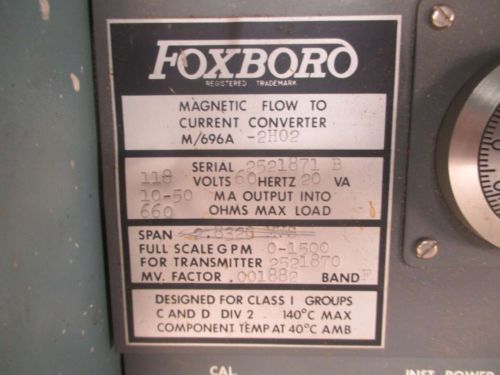 FOXBORO
REGISTERED TRADEMARK
MAGNETIC FLOW TO
CURRENT CONVERTER
M/696A -2H02
SERIAL 2521871 B
118 VOLTS 60 HERTZ 20 VA
10-50 MA OUTPUT INTO
660 OHMS MAX LOAD
SPAN
FULL SCALE GPM 0-1500
FOR TRANSMITTER 2521870
MV. FACTOR .001882 BAND F
DESIGNED FOR CLASS I GROUPS
C AND D DIV 2 140°C MAX
COMPONENT TEMP AT 40°C AMB
CAL.
INST POWER